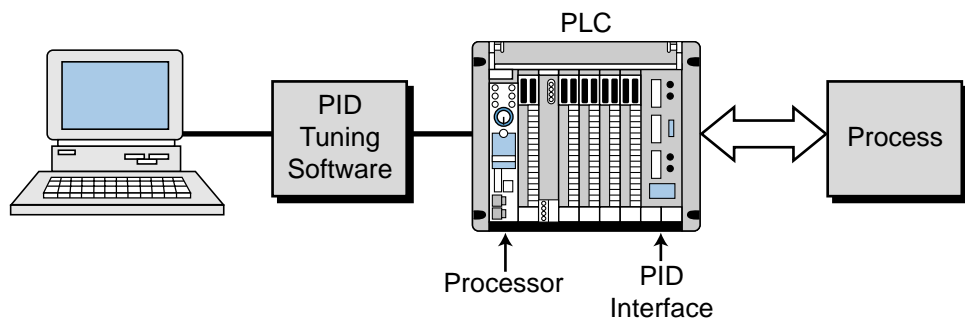 PLC
PID
Tuning
Software
Process
Processor
PID
Interface